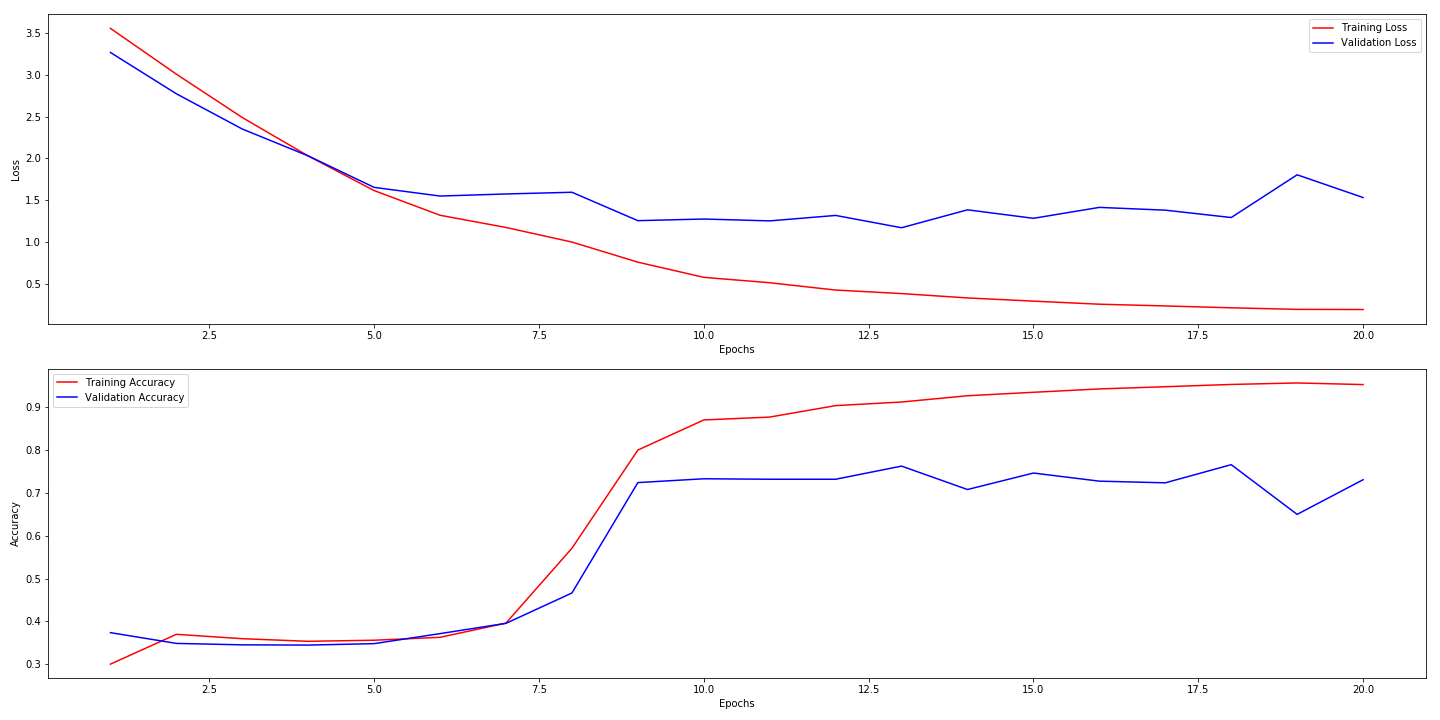 Training Loss
Validation Loss
3.5
3.0
2.5
2.0
1.5
1.0
0.5
Loss
2.5 5.0 7.5 10.0 12.5 15.0 17.5 20.0
Epochs
Training Accuracy
Validation Accuracy
0.9
0.8
0.7
0.6
0.5
0.4
0.3
Accuracy
2.5 5.0 7.5 10.0 12.5 15.0 17.5 20.0
Epochs